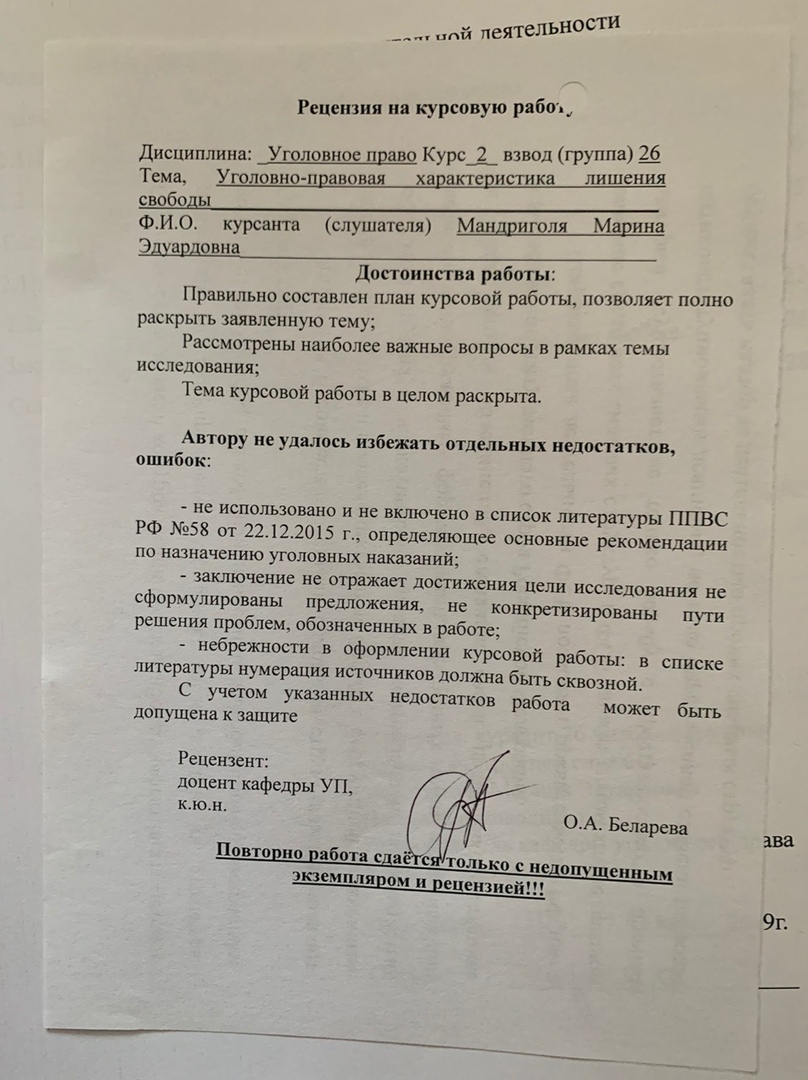 тельной деятельности
Рецензия на курсовую работу
Дисциплина: _Уголовное право Курс_2_ взвод (группа) 26
Тема, Уголовно-правовая характеристика лишения
свободы
Ф.И.О. курсанта (слушателя) Мандриголя Марина
Эдуардовна
Достоинства работы:
Правильно составлен план курсовой работы, позволяет полно
раскрыть заявленную тему;
Рассмотрены наиболее важные вопросы в рамках темы
исследования;
Тема курсовой работы в целом раскрыта.
Автору не удалось избежать отдельных недостатков,
ошибок:
- не использовано и не включено в список литературы ППВС
РФ №58 от 22.12.2015 г., определяющее основные рекомендации
по назначению уголовных наказаний;
- заключение не отражает достижения цели исследования не
сформулированы предложения, не конкретизированы пути
решения проблем, обозначенных в работе;
- небрежности в оформлении курсовой работы: в списке
литературы нумерация источников должна быть сквозной.
С учетом указанных недостатков работа может быть
допущена к защите
Рецензент:
доцент кафедры УП,
к.ю.н.
О.А. Беларева
ава
Повторно работа сдаётся только с недопущенным
экземпляром и рецензией!!!
9г.